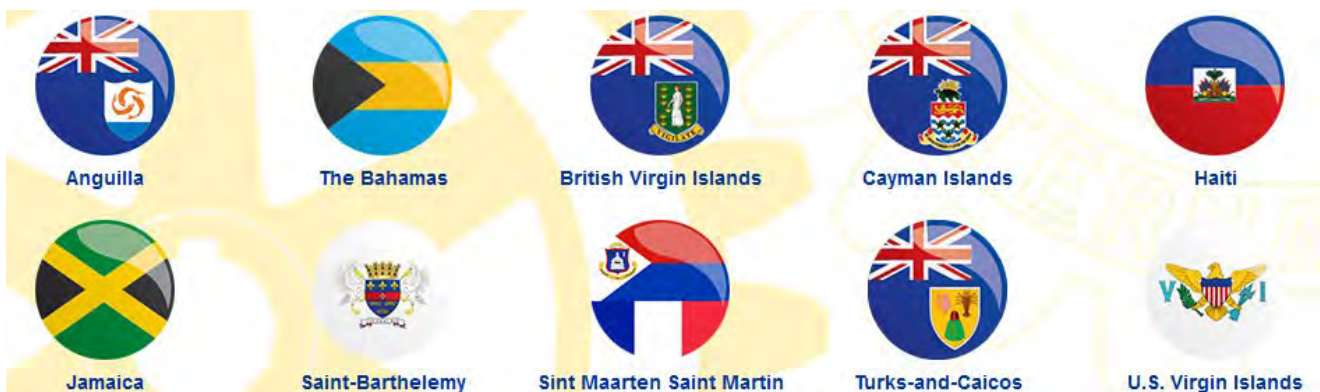 VIGILATE
Anguilla
The Bahamas
British Virgin Islands
Cayman Islands
Haiti
V I
Jamaica
Saint-Barthelemy
Sint Maarten Saint Martin
Turks-and-Caicos
U.S. Virgin Islands